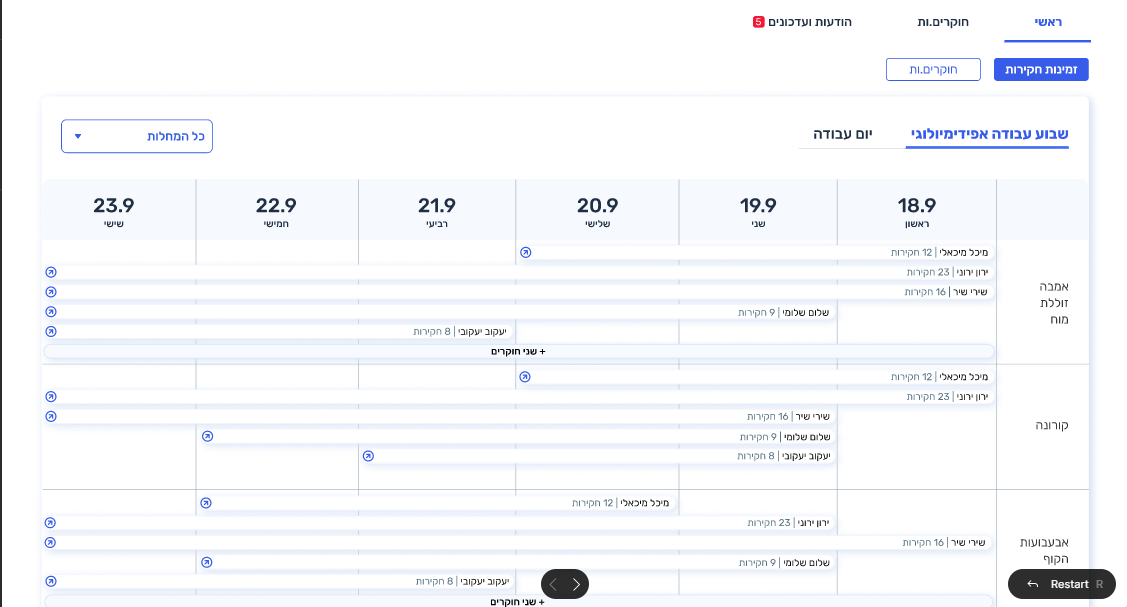 ראשי
חוקרים.ות
הודעות ועדכונים 5
זמינות חקירות
חוקרים.ות
שבוע עבודה אפידימיולוגי
יום עבודה
כל המחלות
18.9
ראשון
19.9
שני
20.9
שלישי
21.9
רביעי
22.9
חמישי
23.9
שישי
אמבה
זוללת
מוח
מיכל מיכאלי | 12 חקירות
ירון ירוני | 23 חקירות
שירי שיר | 16 חקירות
שלום שלומי | 9 חקירות
יעקוב יעקובי | 8 חקירות
+ שני חוקרים
קורונה
מיכל מיכאלי | 12 חקירות
ירון ירוני | 23 חקירות
שירי שיר | 16 חקירות
שלום שלומי | 9 חקירות
יעקוב יעקובי | 8 חקירות
אבעבועות
הקוף
מיכל מיכאלי | 12 חקירות
ירון ירוני | 23 חקירות
שירי שיר | 16 חקירות
שלום שלומי | 9 חקירות
יעקוב יעקובי | 8 חקירות
+ שני חוקרים
Restart R